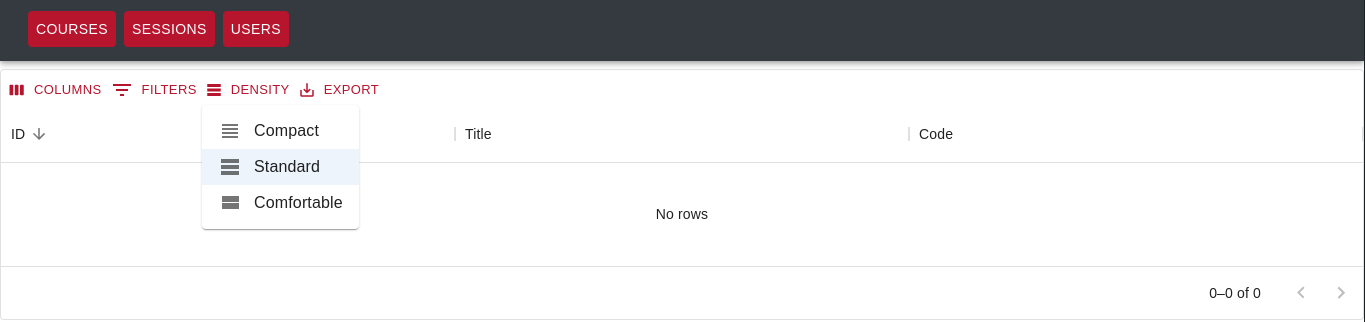 COURSES SESSIONS USERS
COLUMNS FILTERS DENSITY EXPORT
Compact
ID Title Code
Standard
Comfortable
No rows
0–0 of 0